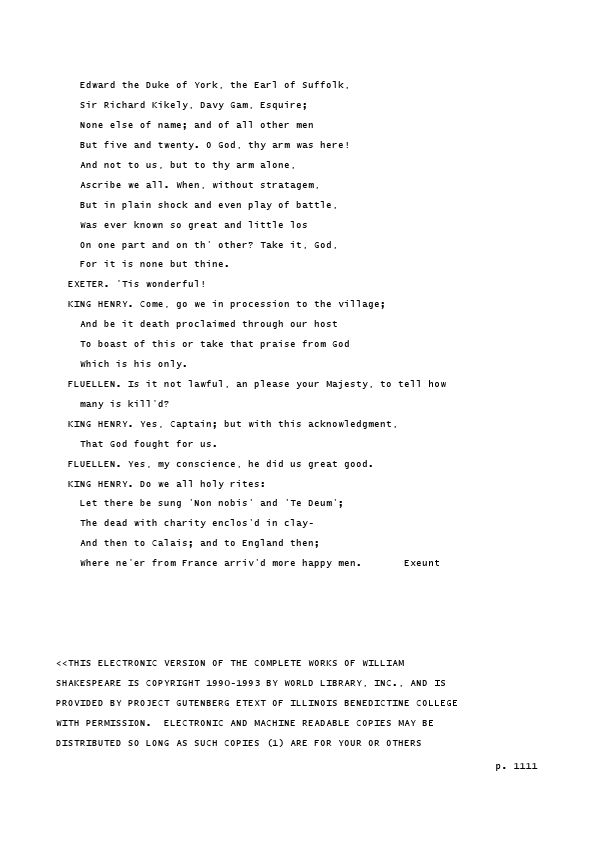 Edward the Duke of York, the Earl of Suffolk,
Sir Richard Kikely, Davy Gam, Esquire;
None else of name; and of all other men
But five and twenty. O God, thy arm was here!
And not to us, but to thy arm alone,
Ascribe we all. When, without stratagem,
But in plain shock and even play of battle,
Was ever known so great and little los
On one part and on th' other? Take it, God,
For it is none but thine.
EXETER. 'Tis wonderful!
KING HENRY. Come, go we in procession to the village;
And be it death proclaimed through our host
To boast of this or take that praise from God
Which is his only.
FLUELLEN. Is it not lawful, an please your Majesty, to tell how
many is kill'd?
KING HENRY. Yes, Captain; but with this acknowledgment,
That God fought for us.
FLUELLEN. Yes, my conscience, he did us great good.
KING HENRY. Do we all holy rites:
Let there be sung 'Non nobis' and 'Te Deum';
The dead with charity enclos'd in clay-
And then to Calais; and to England then;
Where ne'er from France arriv'd more happy men. Exeunt
<<THIS ELECTRONIC VERSION OF THE COMPLETE WORKS OF WILLIAM
SHAKESPEARE IS COPYRIGHT 1990-1993 BY WORLD LIBRARY, INC., AND IS
PROVIDED BY PROJECT GUTENBERG ETEXT OF ILLINOIS BENEDICTINE COLLEGE
WITH PERMISSION. ELECTRONIC AND MACHINE READABLE COPIES MAY BE
DISTRIBUTED SO LONG AS SUCH COPIES (1) ARE FOR YOUR OR OTHERS
p. 1111